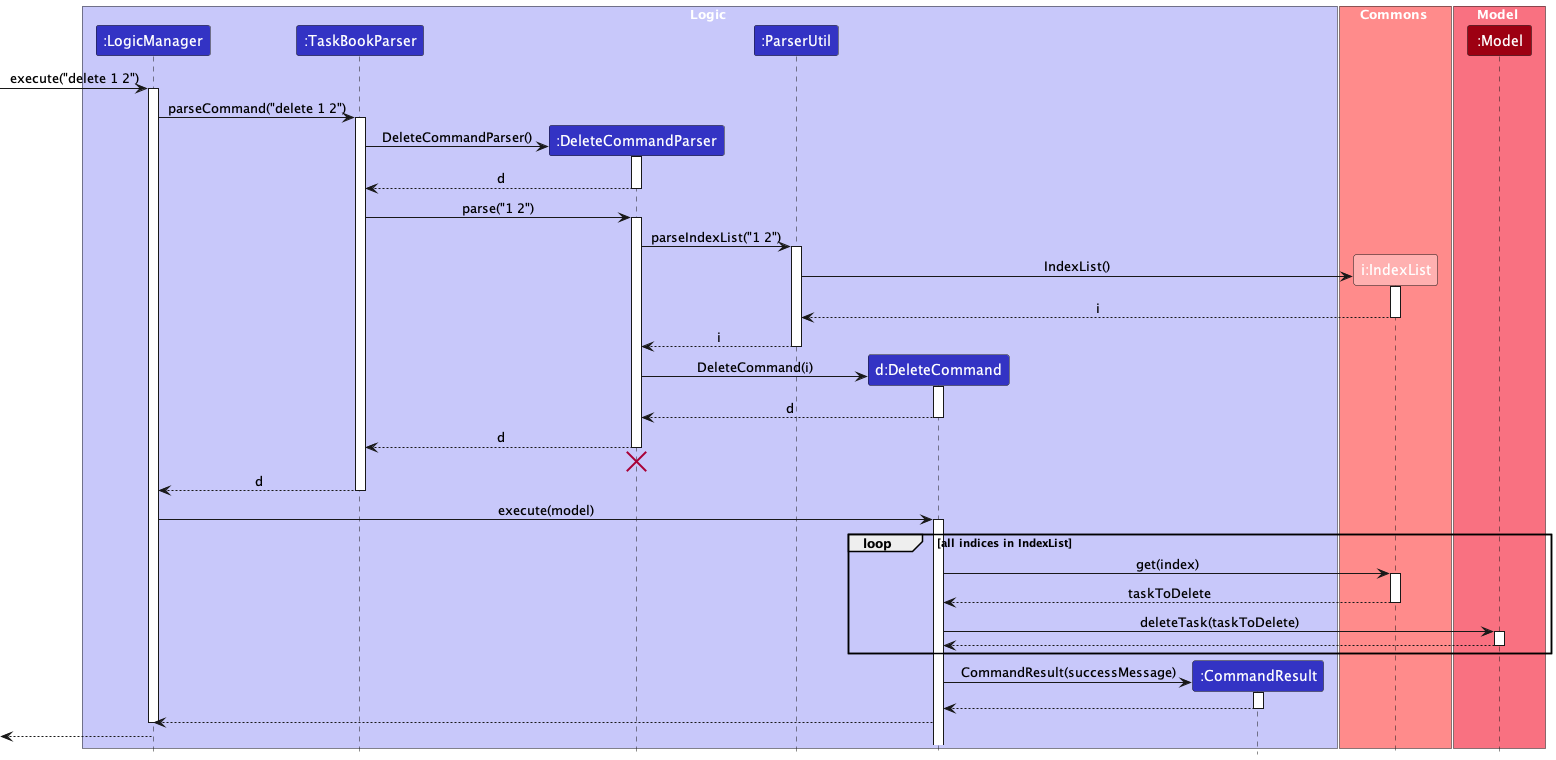 Logic
Commons
Model
:LogicManager
:TaskBookParser
:ParserUtil
:Model
execute("delete 1 2")
parseCommand("delete 1 2")
DeleteCommandParser()
:DeleteCommandParser
d
parse("1 2")
parseIndexList("1 2")
IndexList()
i:IndexList
i
i
DeleteCommand(i)
d:DeleteCommand
d
d
d
execute(model)
loop
[all indices in IndexList]
get(index)
taskToDelete
deleteTask(taskToDelete)
CommandResult(successMessage)
:CommandResult